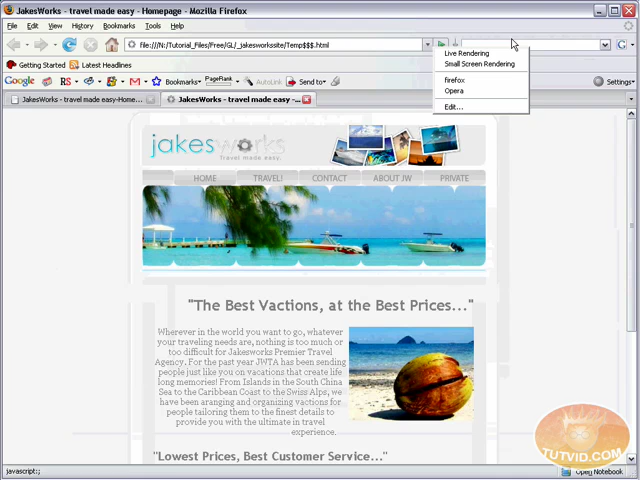 JakesWorks - travel made easy - Homepage - Mozilla Firefox
File Edit View History Bookmarks Tools Help
file:///N:/Tutorial_Files/Free/GL/_jakesworkssite/Temp$$$.html
Live Rendering
Small Screen Rendering
firefox
Opera
Edit...
Getting Started Latest Headlines
Google Bookmarks PageRank AutoLink Send to Settings
JakesWorks - travel made easy-Home... JakesWorks - travel made easy -...
jakesworks
travel made easy.
HOME TRAVEL! CONTACT ABOUT JW PRIVATE
"The Best Vactions, at the Best Prices..."
Wherever in the world you want to go, whatever
your traveling needs are, nothing is too much or
too difficult for Jakesworks Premier Travel
Agency. For the past year JWTA has been sending
people just like you on vacations that create life
long memories! From Islands in the South China
Sea to the Caribbean Coast to the Swiss Alps, we
have been aranging and organizing vactions for
people tailoring them to the finest details to
provide you with the ultimate in travel
experience.
"Lowest Prices, Best Customer Service..."
TUTVID.COM
javascript:; Open Notebook